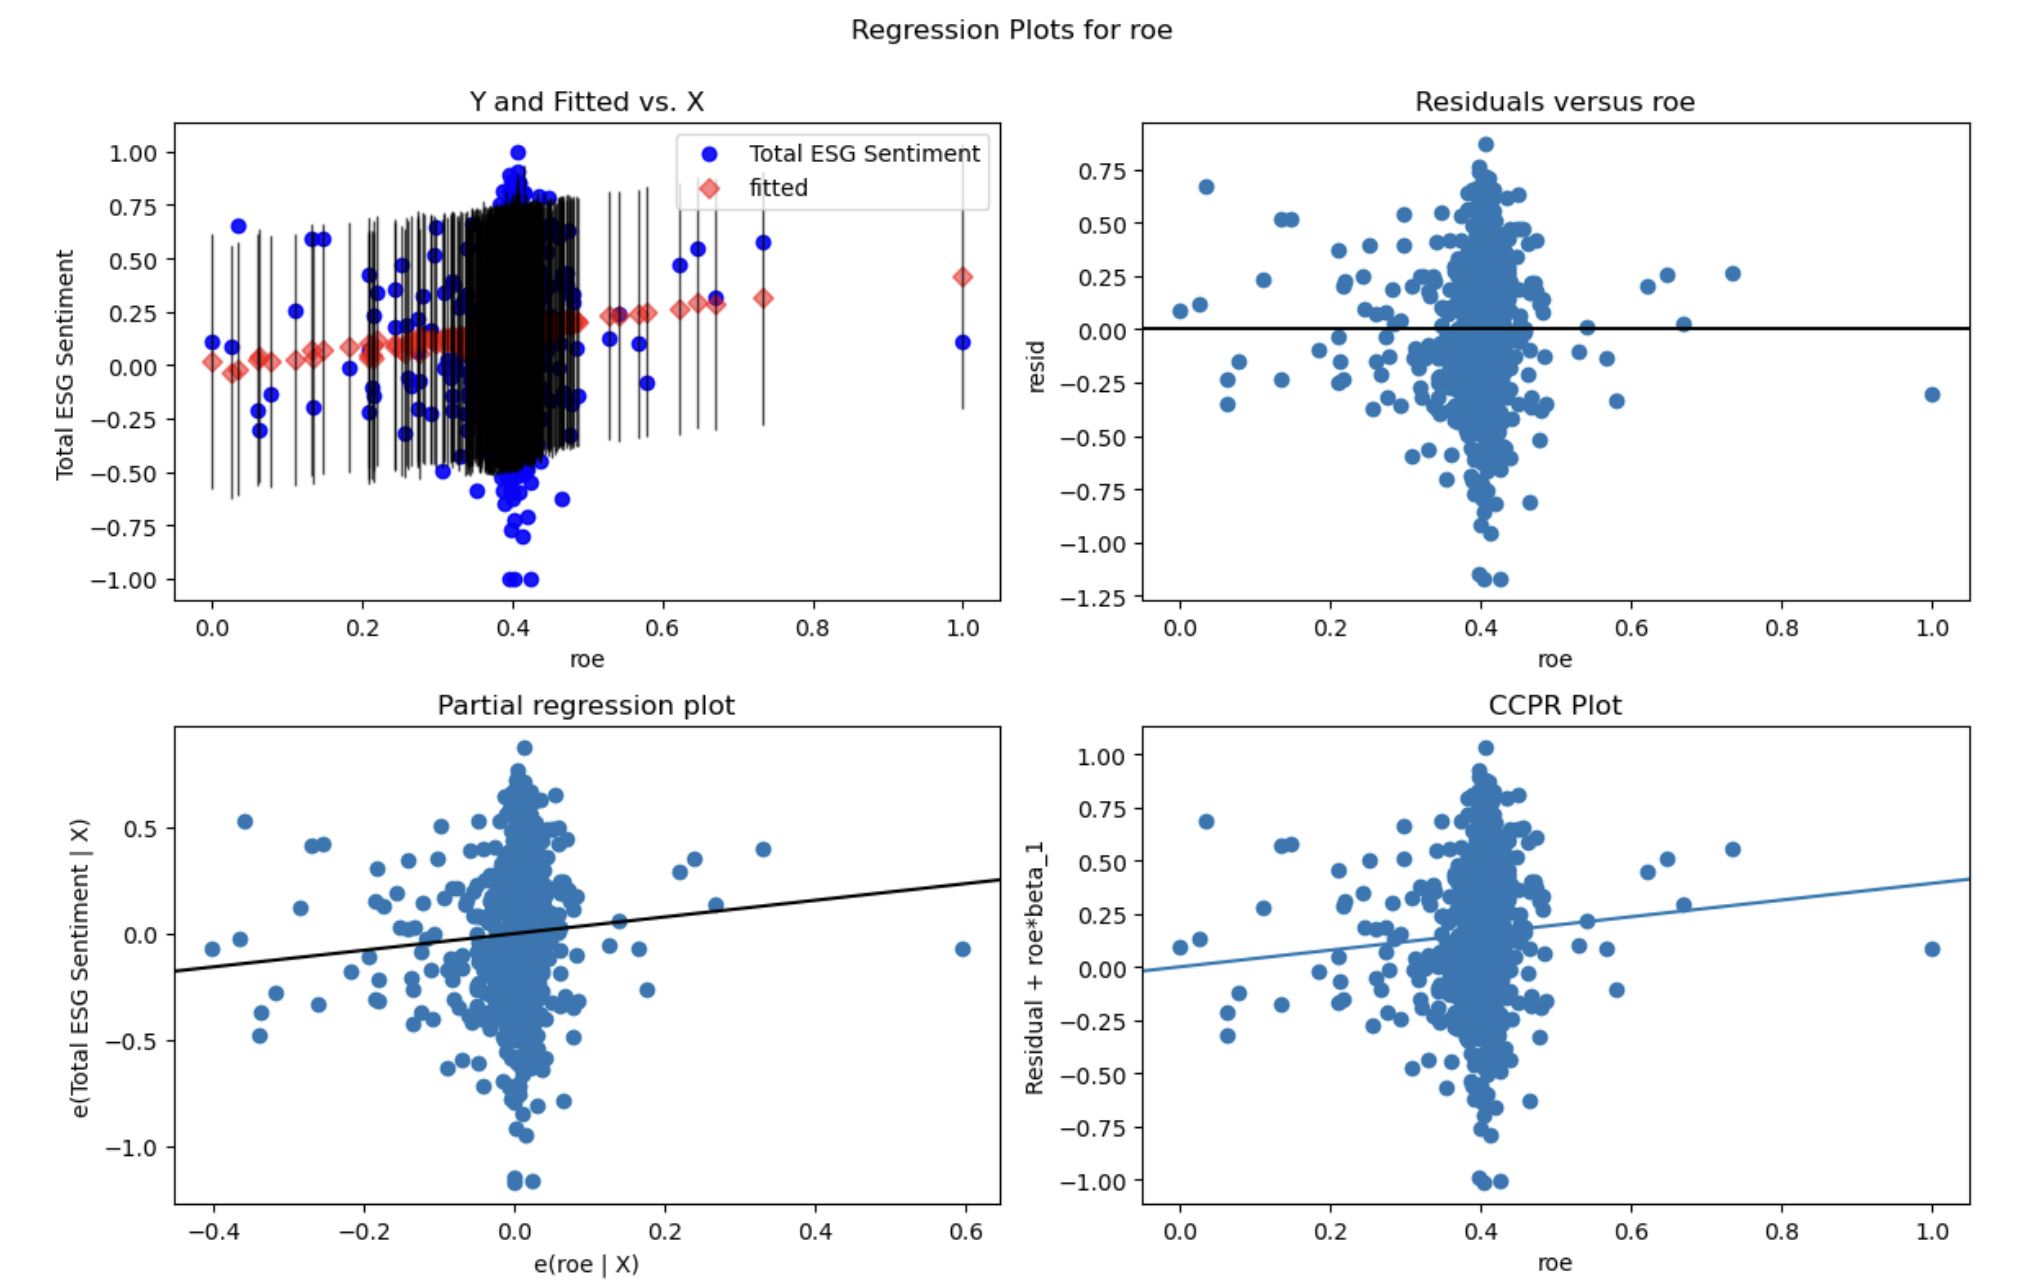 Regression Plots for roe
Y and Fitted vs. X
Total ESG Sentiment
fitted
1.00
0.75
0.50
0.25
0.00
−0.25
−0.50
−0.75
−1.00
Total ESG Sentiment
0.0 0.2 0.4 0.6 0.8 1.0
roe
Residuals versus roe
0.75
0.50
0.25
0.00
−0.25
−0.50
−0.75
−1.00
−1.25
resid
0.0 0.2 0.4 0.6 0.8 1.0
roe
Partial regression plot
0.5
0.0
−0.5
−1.0
e(Total ESG Sentiment | X)
−0.4 −0.2 0.0 0.2 0.4 0.6
e(roe | X)
CCPR Plot
1.00
0.75
0.50
0.25
0.00
−0.25
−0.50
−0.75
−1.00
Residual + roe*beta_1
0.0 0.2 0.4 0.6 0.8 1.0
roe